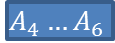 A₄ … A₆